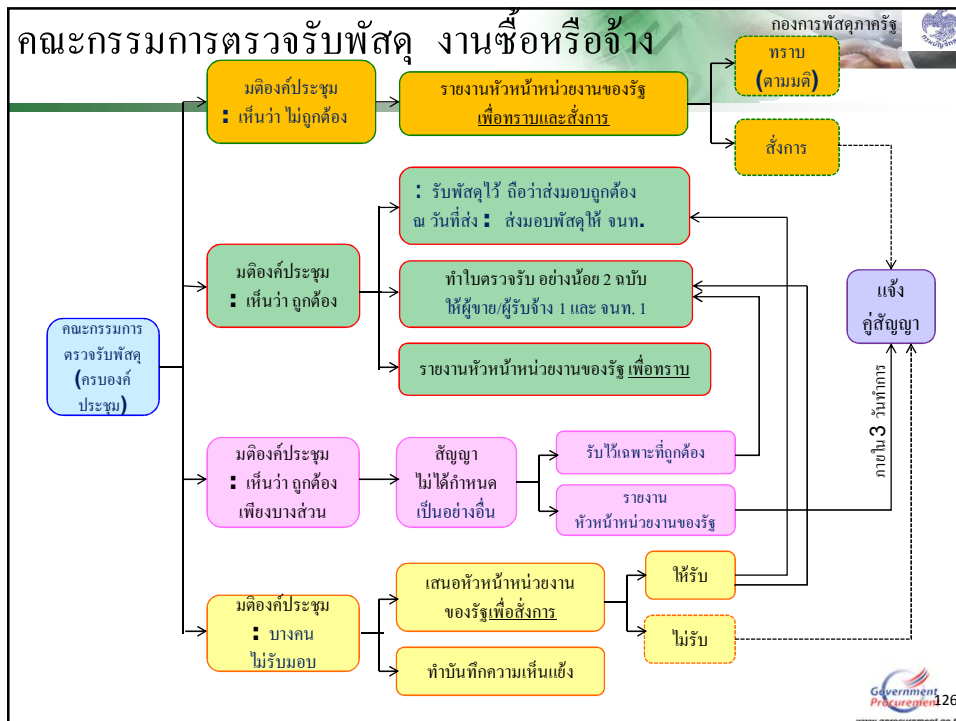 คณะกรรมการตรวจรับพัสดุ งานซื้อหรือจ้าง
กองการพัสดุภาครัฐ
มติองค์ประชุม
: เห็นว่า ไม่ถูกต้อง
รายงานหัวหน้าหน่วยงานของรัฐ
เพื่อทราบและสั่งการ
ทราบ
(ตามมติ)
สั่งการ
: รับพัสดุไว้ ถือว่าส่งมอบถูกต้อง
ณ วันที่ส่ง : ส่งมอบพัสดุให้ จนท.
มติองค์ประชุม
: เห็นว่า ถูกต้อง
ทำใบตรวจรับ อย่างน้อย 2 ฉบับ
ให้ผู้ขาย/ผู้รับจ้าง 1 และ จนท. 1
รายงานหัวหน้าหน่วยงานของรัฐ เพื่อทราบ
แจ้ง
คู่สัญญา
คณะกรรมการ
ตรวจรับพัสดุ
(ครบองค์
ประชุม)
ภายใน 3 วันทำการ
มติองค์ประชุม
: เห็นว่า ถูกต้อง
เพียงบางส่วน
สัญญา
ไม่ได้กำหนด
เป็นอย่างอื่น
รับไว้เฉพาะที่ถูกต้อง
รายงาน
หัวหน้าหน่วยงานของรัฐ
มติองค์ประชุม
: บางคน
ไม่รับมอบ
เสนอหัวหน้าหน่วยงาน
ของรัฐเพื่อสั่งการ
ให้รับ
ไม่รับ
ทำบันทึกความเห็นแย้ง
Government
Procurement
126